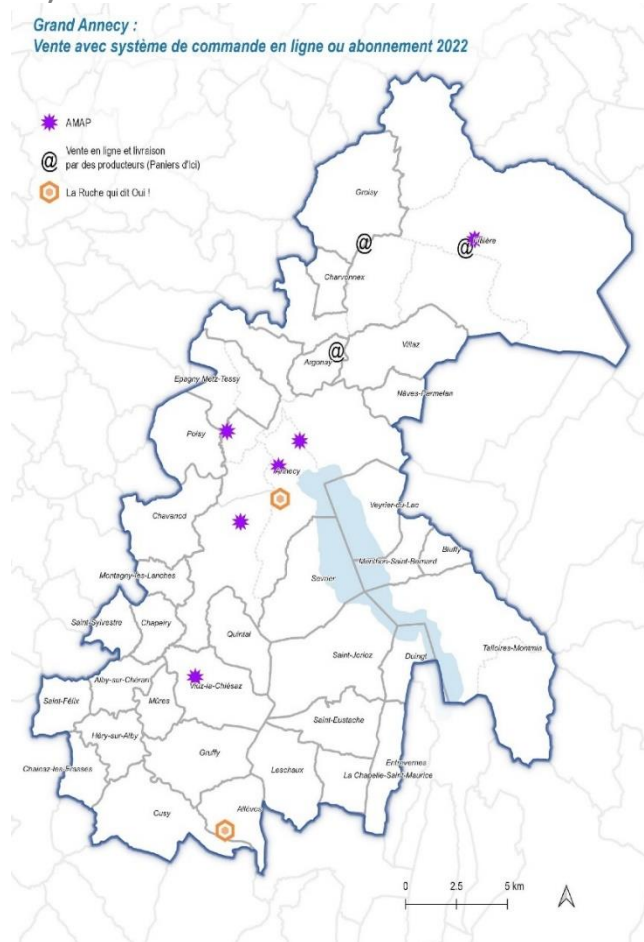 Grand Annecy :
Vente avec système de commande en ligne ou abonnement 2022
AMAP
@ Vente en ligne et livraison
par des producteurs (Paniers d'Ici)
La Ruche qui dit Oui !
Groisy
@
@
Charvonnex
@
Villaz
Argonay
Epagny Metz-Tessy
Nâves-Parmelan
Poisy
Annecy
Chavanod
Veyrier-du-Lac
Bluffy
Menthon-Saint-Bernard
Montagny-les-Lanches
Sevrier
Saint-Sylvestre
Chapeiry
Quintal
Talloires-Montmin
Saint-Jorioz
Duingt
Alby-sur-Chéran
Viuz-la-Chiésaz
Saint-Félix
Mûres
Saint-Eustache
Héry-sur-Alby
Gruffy
Entrevernes
Leschaux
La Chapelle-Saint-Maurice
Chainaz-les-Frasses
Cusy
Allèves
0 2.5 5 km